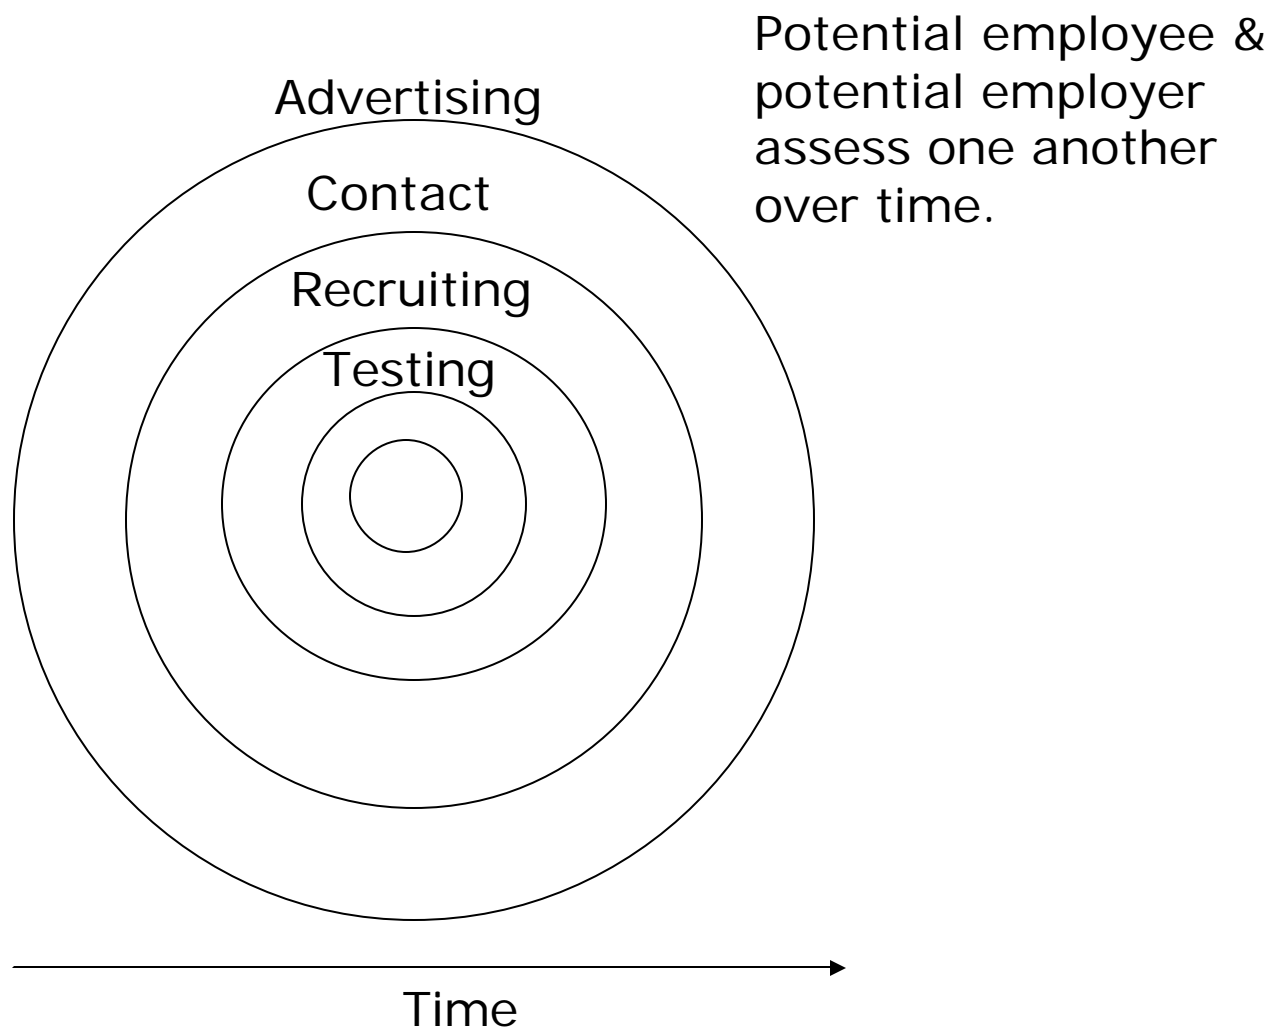 Potential employee &
potential employer
assess one another
over time.
Advertising
Contact
Recruiting
Testing
Time